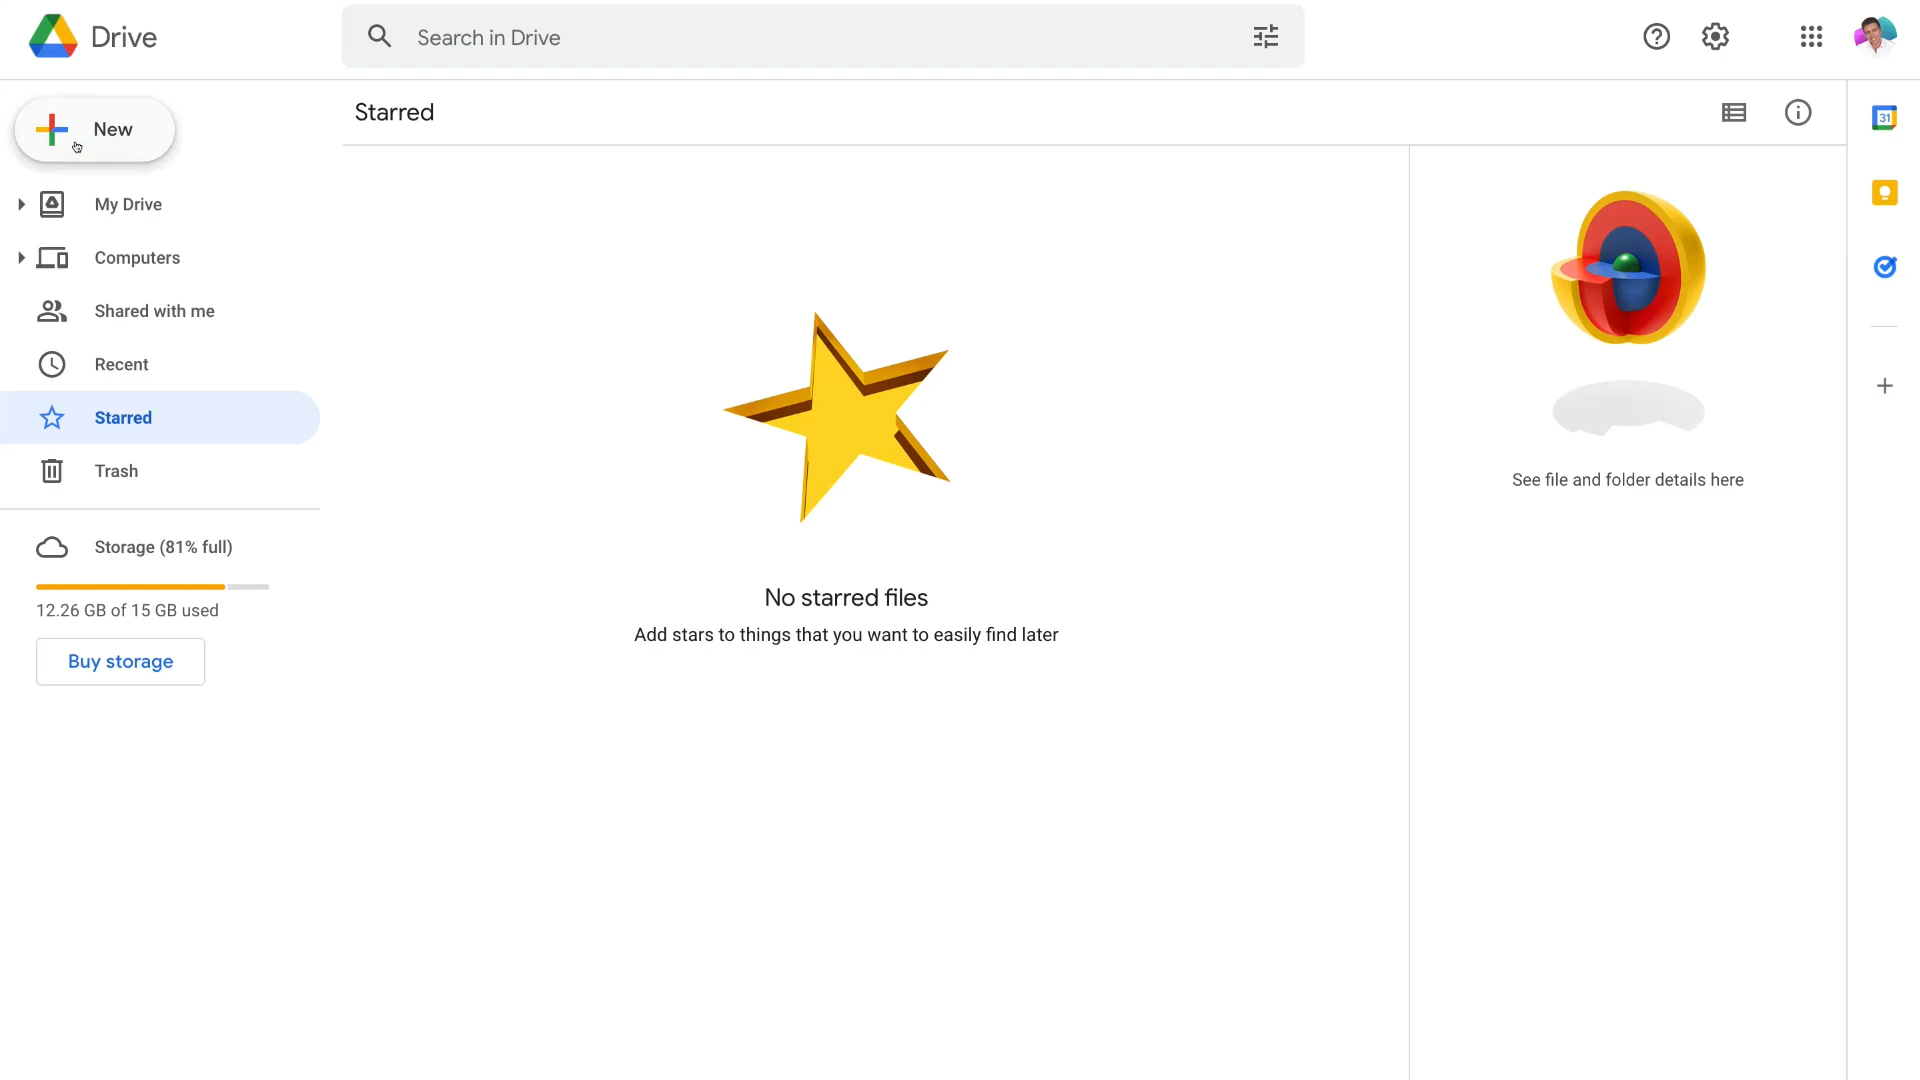 Drive
Search in Drive
New
Starred
My Drive
Computers
Shared with me
Recent
Starred
Trash
Storage (81% full)
12.26 GB of 15 GB used
Buy storage
No starred files
Add stars to things that you want to easily find later
See file and folder details here
31